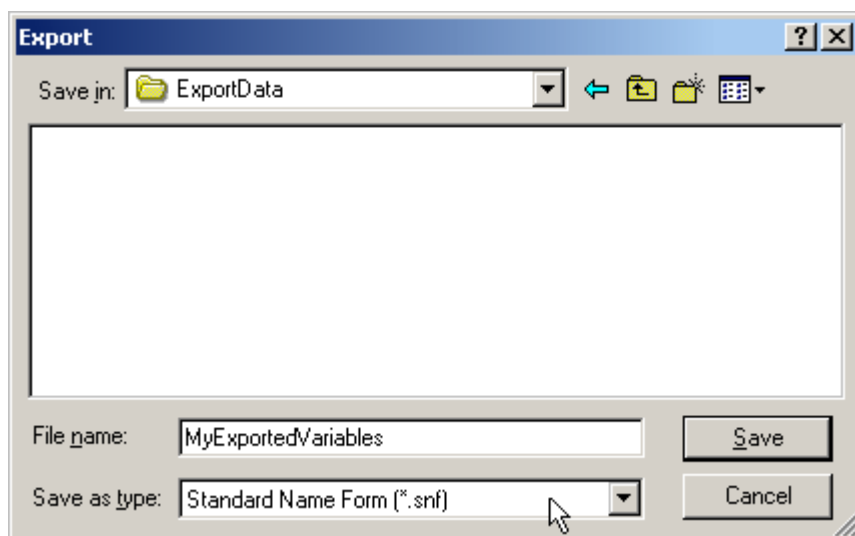 Export
Save in: ExportData
File name: MyExportedVariables Save
Save as type: Standard Name Form (*.snf) Cancel